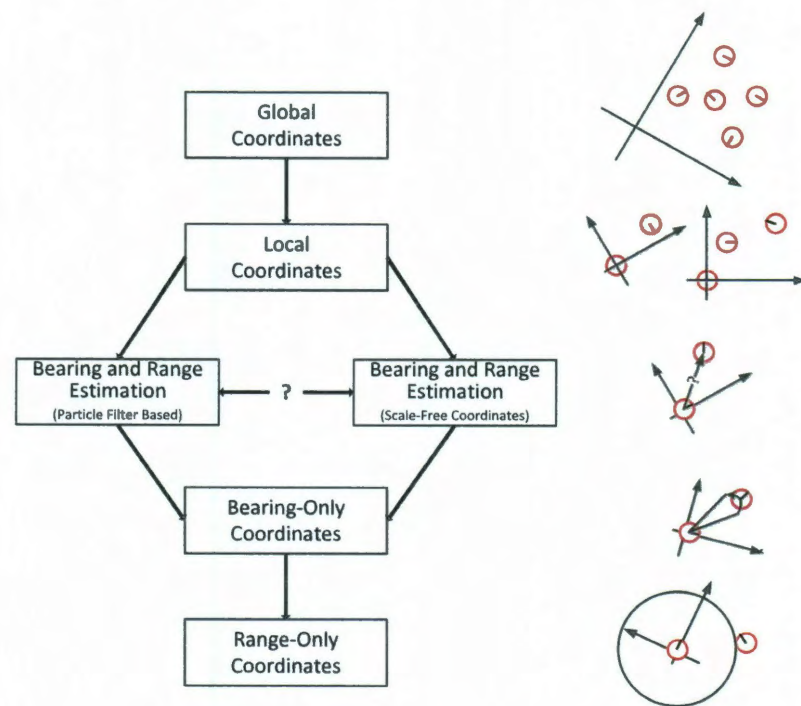 Global
Coordinates
Local
Coordinates
Bearing and Range
Estimation
(Particle Filter Based)
?
Bearing and Range
Estimation
(Scale-Free Coordinates)
?
Bearing-Only
Coordinates
Range-Only
Coordinates